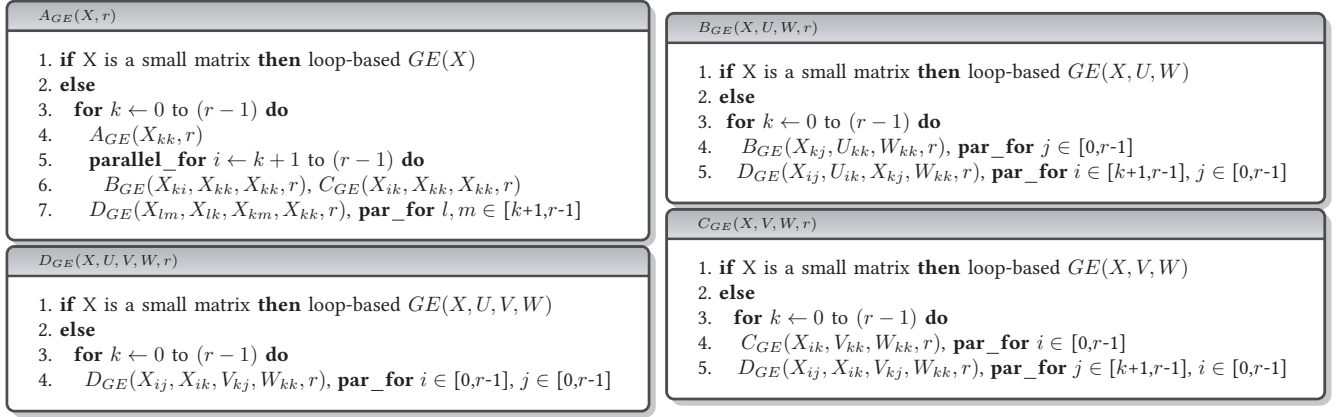 A_GE(X, r)
1. if X is a small matrix then loop-based GE(X)
2. else
3. for k ← 0 to (r − 1) do
4. A_GE(X_kk, r)
5. parallel_for i ← k + 1 to (r − 1) do
6. B_GE(X_ki, X_kk, X_kk, r), C_GE(X_ik, X_kk, X_kk, r)
7. D_GE(X_lm, X_lk, X_km, X_kk, r), par_for l, m ∈ [k+1,r-1]
D_GE(X, U, V, W, r)
1. if X is a small matrix then loop-based GE(X, U, V, W)
2. else
3. for k ← 0 to (r − 1) do
4. D_GE(X_ij, X_ik, V_kj, W_kk, r), par_for i ∈ [0,r-1], j ∈ [0,r-1]
B_GE(X, U, W, r)
1. if X is a small matrix then loop-based GE(X, U, W)
2. else
3. for k ← 0 to (r − 1) do
4. B_GE(X_kj, U_kk, W_kk, r), par_for j ∈ [0,r-1]
5. D_GE(X_ij, U_ik, X_kj, W_kk, r), par_for i ∈ [k+1,r-1], j ∈ [0,r-1]
C_GE(X, V, W, r)
1. if X is a small matrix then loop-based GE(X, V, W)
2. else
3. for k ← 0 to (r − 1) do
4. C_GE(X_ik, V_kk, W_kk, r), par_for i ∈ [0,r-1]
5. D_GE(X_ij, X_ik, V_kj, W_kk, r), par_for j ∈ [k+1,r-1], i ∈ [0,r-1]